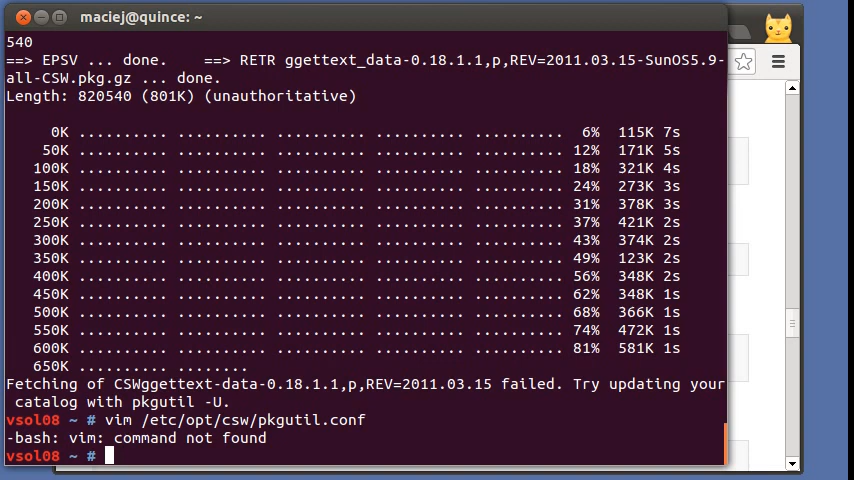 maciej@quince: ~
540
==> EPSV ... done.    ==> RETR ggettext_data-0.18.1.1,p,REV=2011.03.15-SunOS5.9-
all-CSW.pkg.gz ... done.
Length: 820540 (801K) (unauthoritative)
0K .......... .......... .......... .......... ..........  6%  115K 7s
50K .......... .......... .......... .......... .......... 12%  171K 5s
100K .......... .......... .......... .......... .......... 18%  321K 4s
150K .......... .......... .......... .......... .......... 24%  273K 3s
200K .......... .......... .......... .......... .......... 31%  378K 3s
250K .......... .......... .......... .......... .......... 37%  421K 2s
300K .......... .......... .......... .......... .......... 43%  374K 2s
350K .......... .......... .......... .......... .......... 49%  123K 2s
400K .......... .......... .......... .......... .......... 56%  348K 2s
450K .......... .......... .......... .......... .......... 62%  348K 1s
500K .......... .......... .......... .......... .......... 68%  366K 1s
550K .......... .......... .......... .......... .......... 74%  472K 1s
600K .......... .......... .......... .......... .......... 81%  581K 1s
650K .......... ........
Fetching of CSWggettext-data-0.18.1.1,p,REV=2011.03.15 failed. Try updating your
catalog with pkgutil -U.
vsol08 ~ # vim /etc/opt/csw/pkgutil.conf
-bash: vim: command not found
vsol08 ~ #